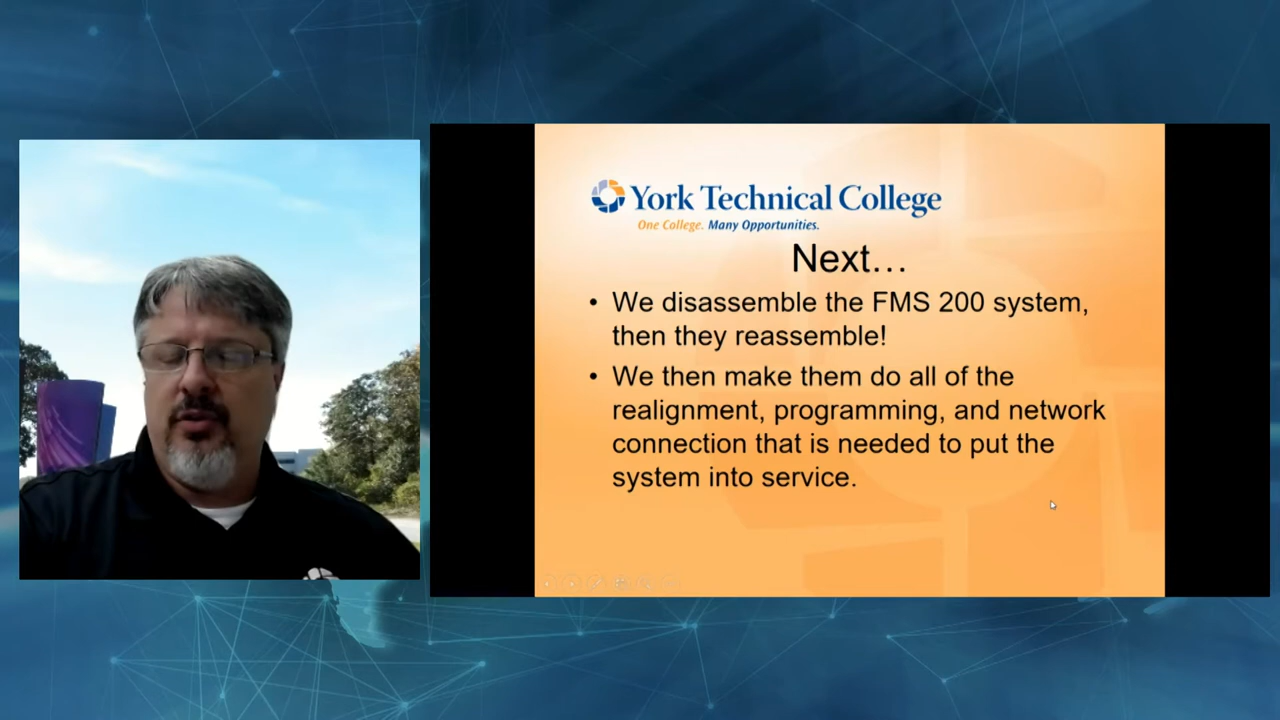 York Technical College
One College. Many Opportunities.
Next…
• We disassemble the FMS 200 system,
then they reassemble!
• We then make them do all of the
realignment, programming, and network
connection that is needed to put the
system into service.